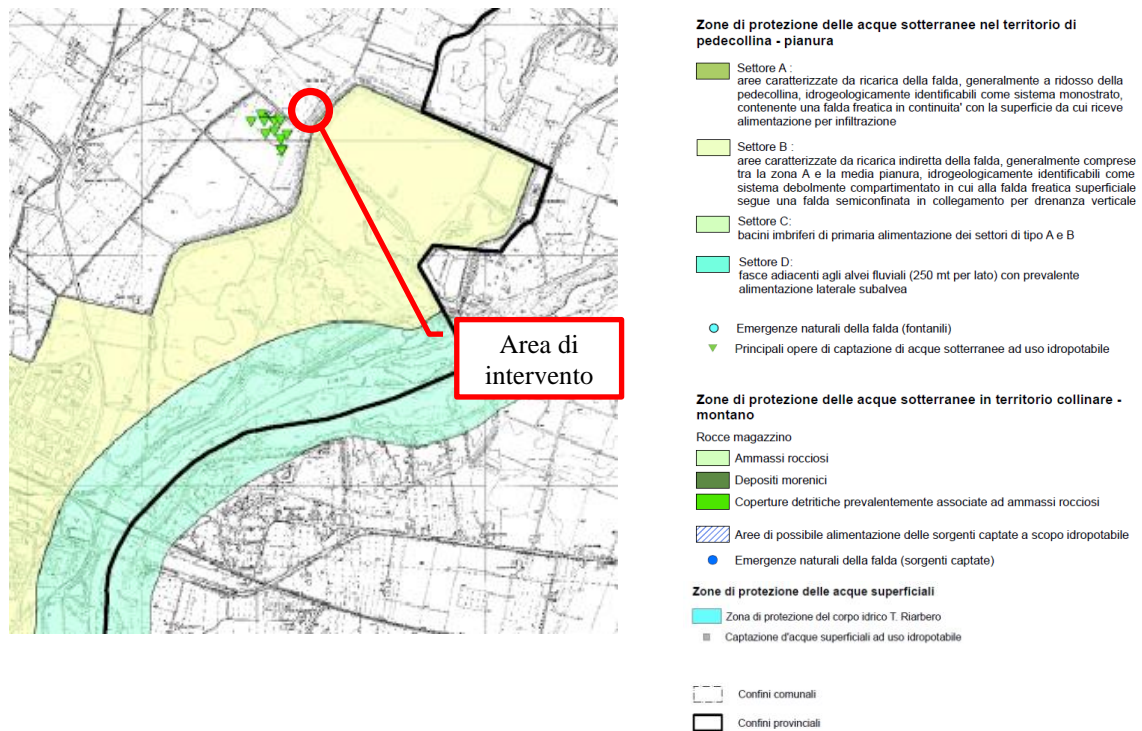 Area di
intervento
Zone di protezione delle acque sotterranee nel territorio di
pedecollina - pianura
Settore A :
aree caratterizzate da ricarica della falda, generalmente a ridosso della
pedecollina, idrogeologicamente identificabili come sistema monostrato,
contenente una falda freatica in continuita' con la superficie da cui riceve
alimentazione per infiltrazione
Settore B :
aree caratterizzate da ricarica indiretta della falda, generalmente comprese
tra la zona A e la media pianura, idrogeologicamente identificabili come
sistema debolmente compartimentato in cui alla falda freatica superficiale
segue una falda semiconfinata in collegamento per drenanza verticale
Settore C:
bacini imbriferi di primaria alimentazione dei settori di tipo A e B
Settore D:
fasce adiacenti agli alvei fluviali (250 mt per lato) con prevalente
alimentazione laterale subalvea
Emergenze naturali della falda (fontanili)
Principali opere di captazione di acque sotterranee ad uso idropotabile
Zone di protezione delle acque sotterranee in territorio collinare -
montano
Rocce magazzino
Ammassi rocciosi
Depositi morenici
Coperture detritiche prevalentemente associate ad ammassi rocciosi
Aree di possibile alimentazione delle sorgenti captate a scopo idropotabile
Emergenze naturali della falda (sorgenti captate)
Zone di protezione delle acque superficiali
Zona di protezione del corpo idrico T. Riarbero
Captazione d'acque superficiali ad uso idropotabile
Confini comunali
Confini provinciali